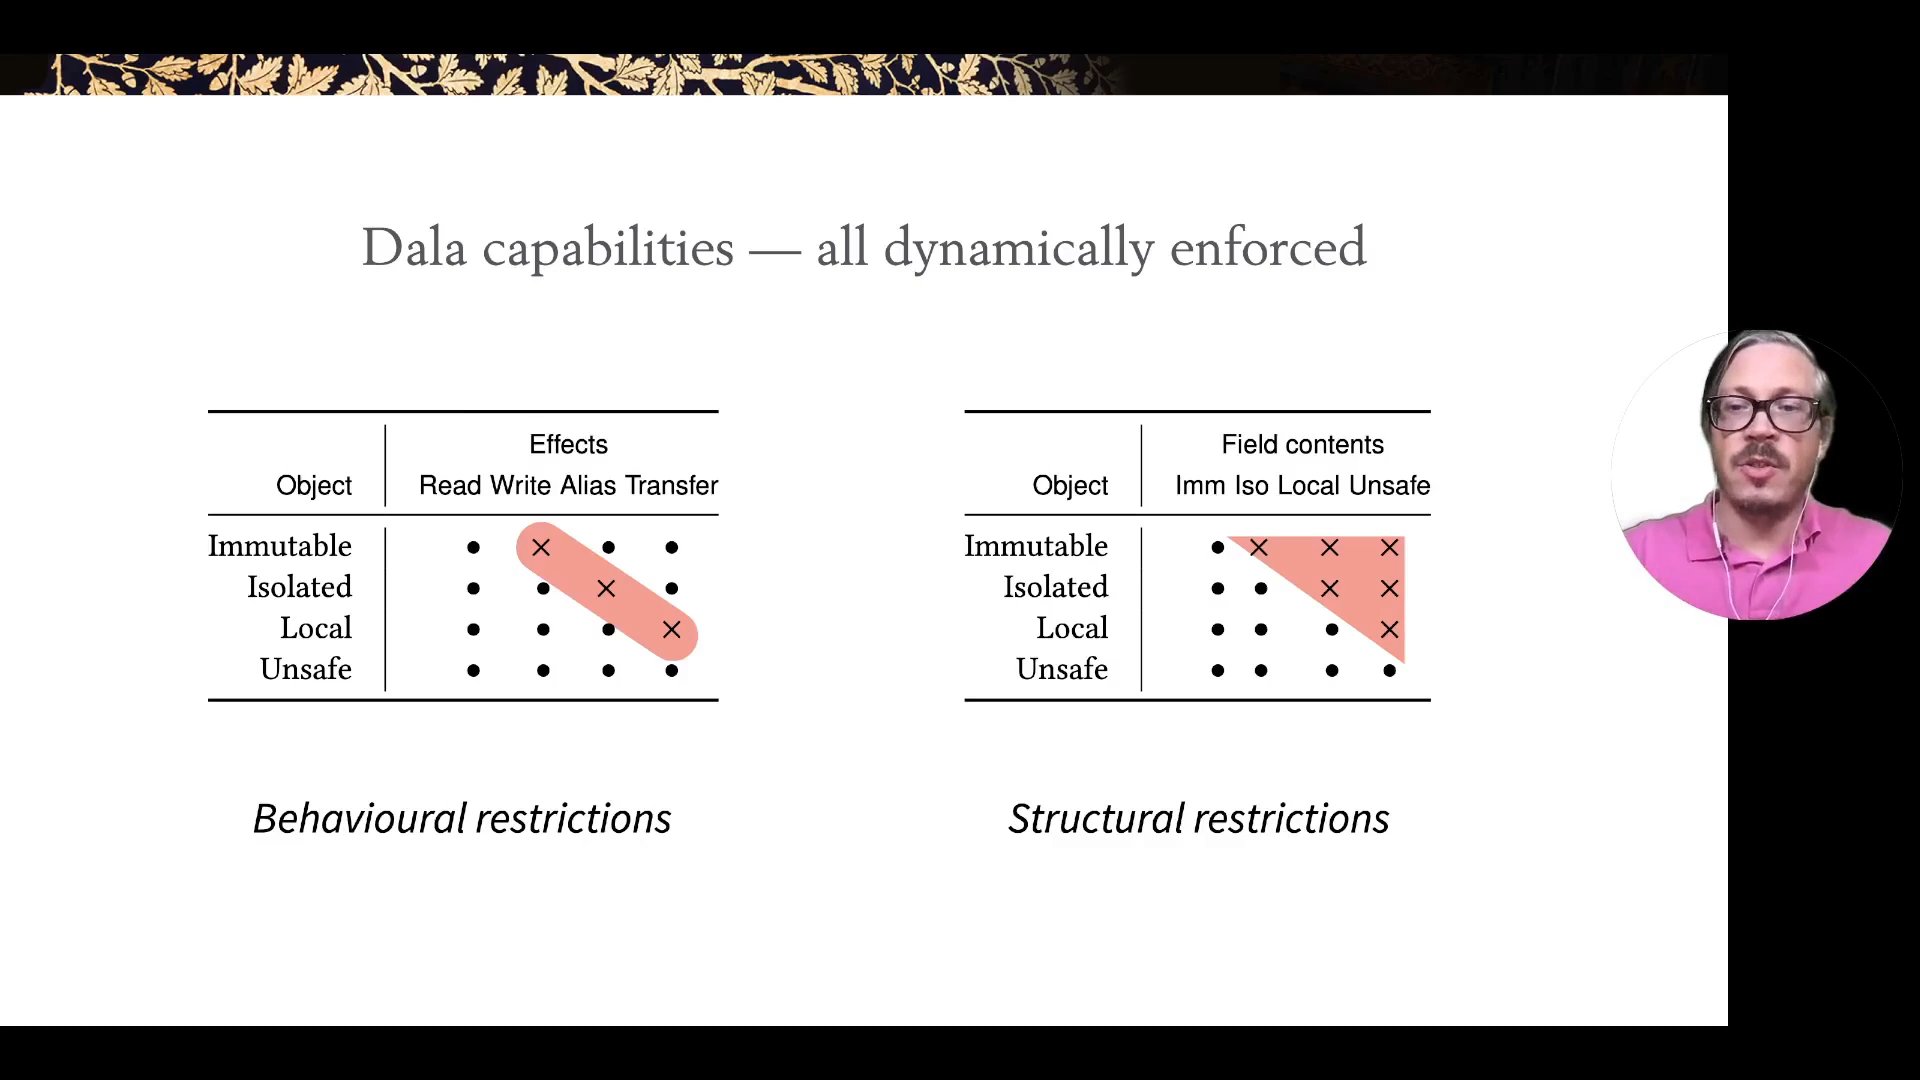 Dala capabilities — all dynamically enforced
Effects
Object Read Write Alias Transfer
Immutable • × • •
Isolated • • × •
Local • • • ×
Unsafe • • • •
Behavioural restrictions
Field contents
Object Imm Iso Local Unsafe
Immutable • × × ×
Isolated • • × ×
Local • • • ×
Unsafe • • • •
Structural restrictions